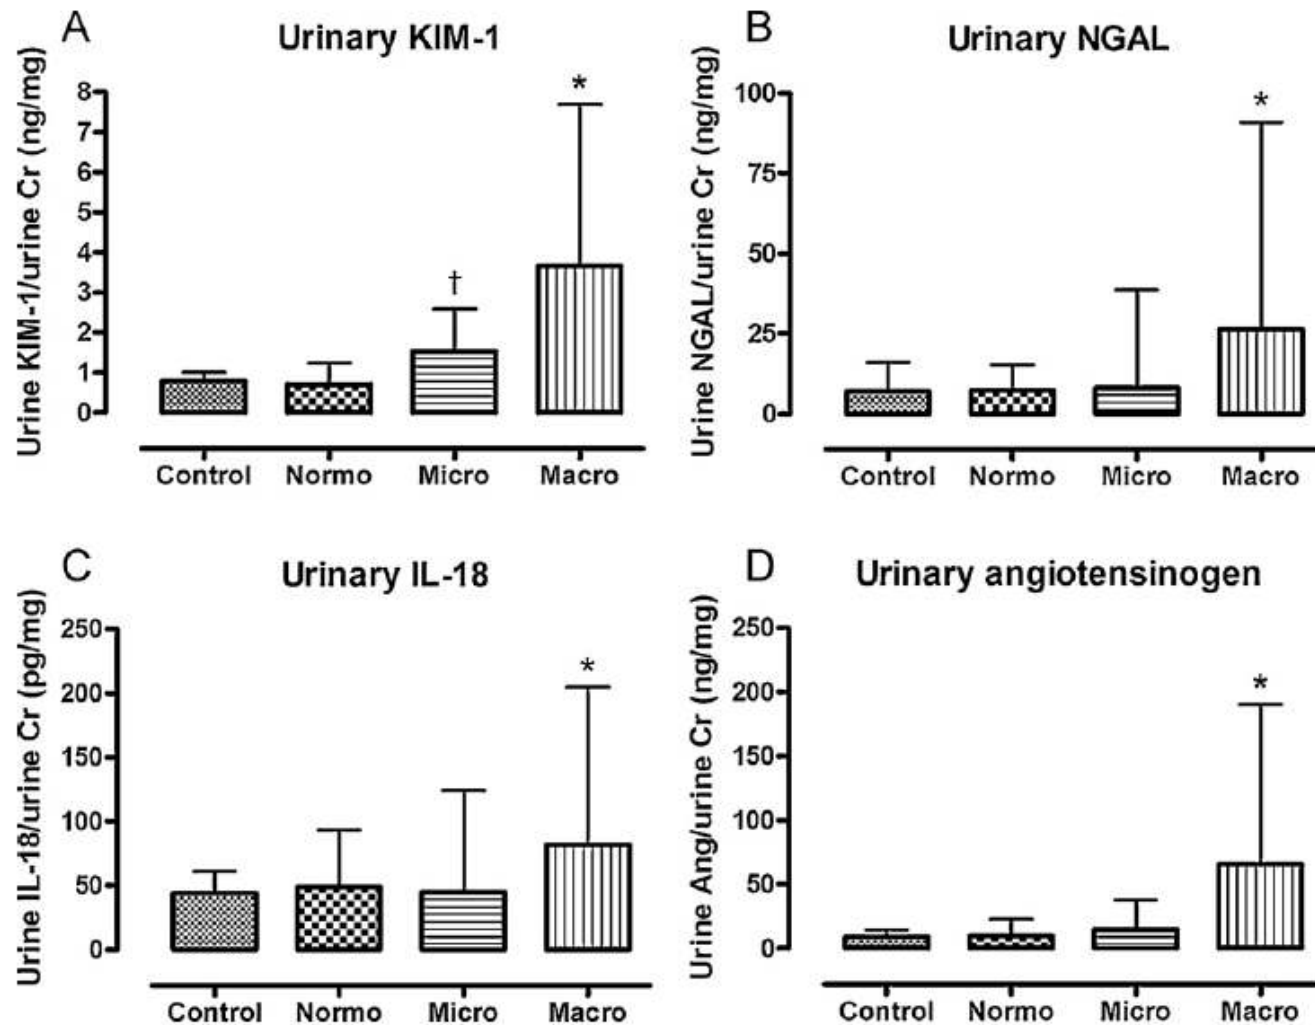 A
Urinary KIM-1
Urine KIM-1/urine Cr (ng/mg)
8
7
6
5
4
3
2
1
0
†
*
Control Normo Micro Macro
B
Urinary NGAL
Urine NGAL/urine Cr (ng/mg)
100
75
50
25
0
*
Control Normo Micro Macro
C
Urinary IL-18
Urine IL-18/urine Cr (pg/mg)
250
200
150
100
50
0
*
Control Normo Micro Macro
D
Urinary angiotensinogen
Urine Ang/urine Cr (ng/mg)
250
200
150
100
50
0
*
Control Normo Micro Macro